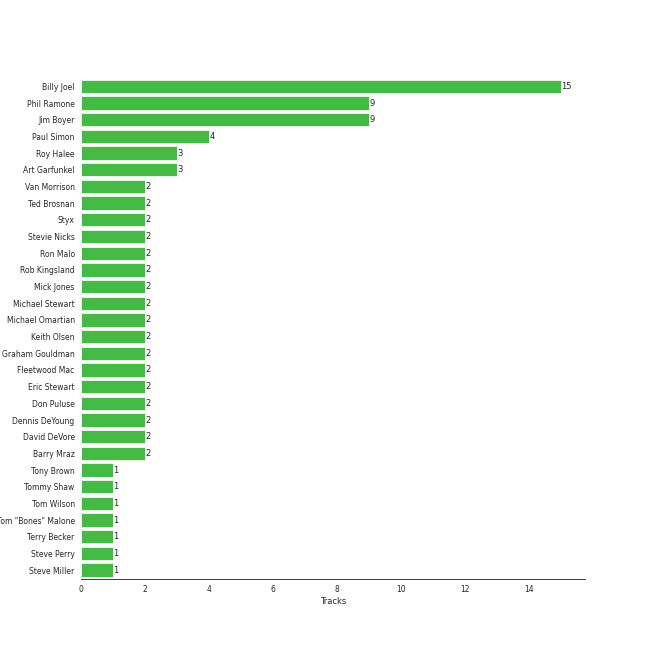 Billy Joel 15
Phil Ramone 9
Jim Boyer 9
Paul Simon 4
Roy Halee 3
Art Garfunkel 3
Van Morrison 2
Ted Brosnan 2
Styx 2
Stevie Nicks 2
Ron Malo 2
Rob Kingsland 2
Mick Jones 2
Michael Stewart 2
Michael Omartian 2
Keith Olsen 2
Graham Gouldman 2
Fleetwood Mac 2
Eric Stewart 2
Don Puluse 2
Dennis DeYoung 2
David DeVore 2
Barry Mraz 2
Tony Brown 1
Tommy Shaw 1
Tom Wilson 1
Tom "Bones" Malone 1
Terry Becker 1
Steve Perry 1
Steve Miller 1
0 2 4 6 8 10 12 14
Tracks